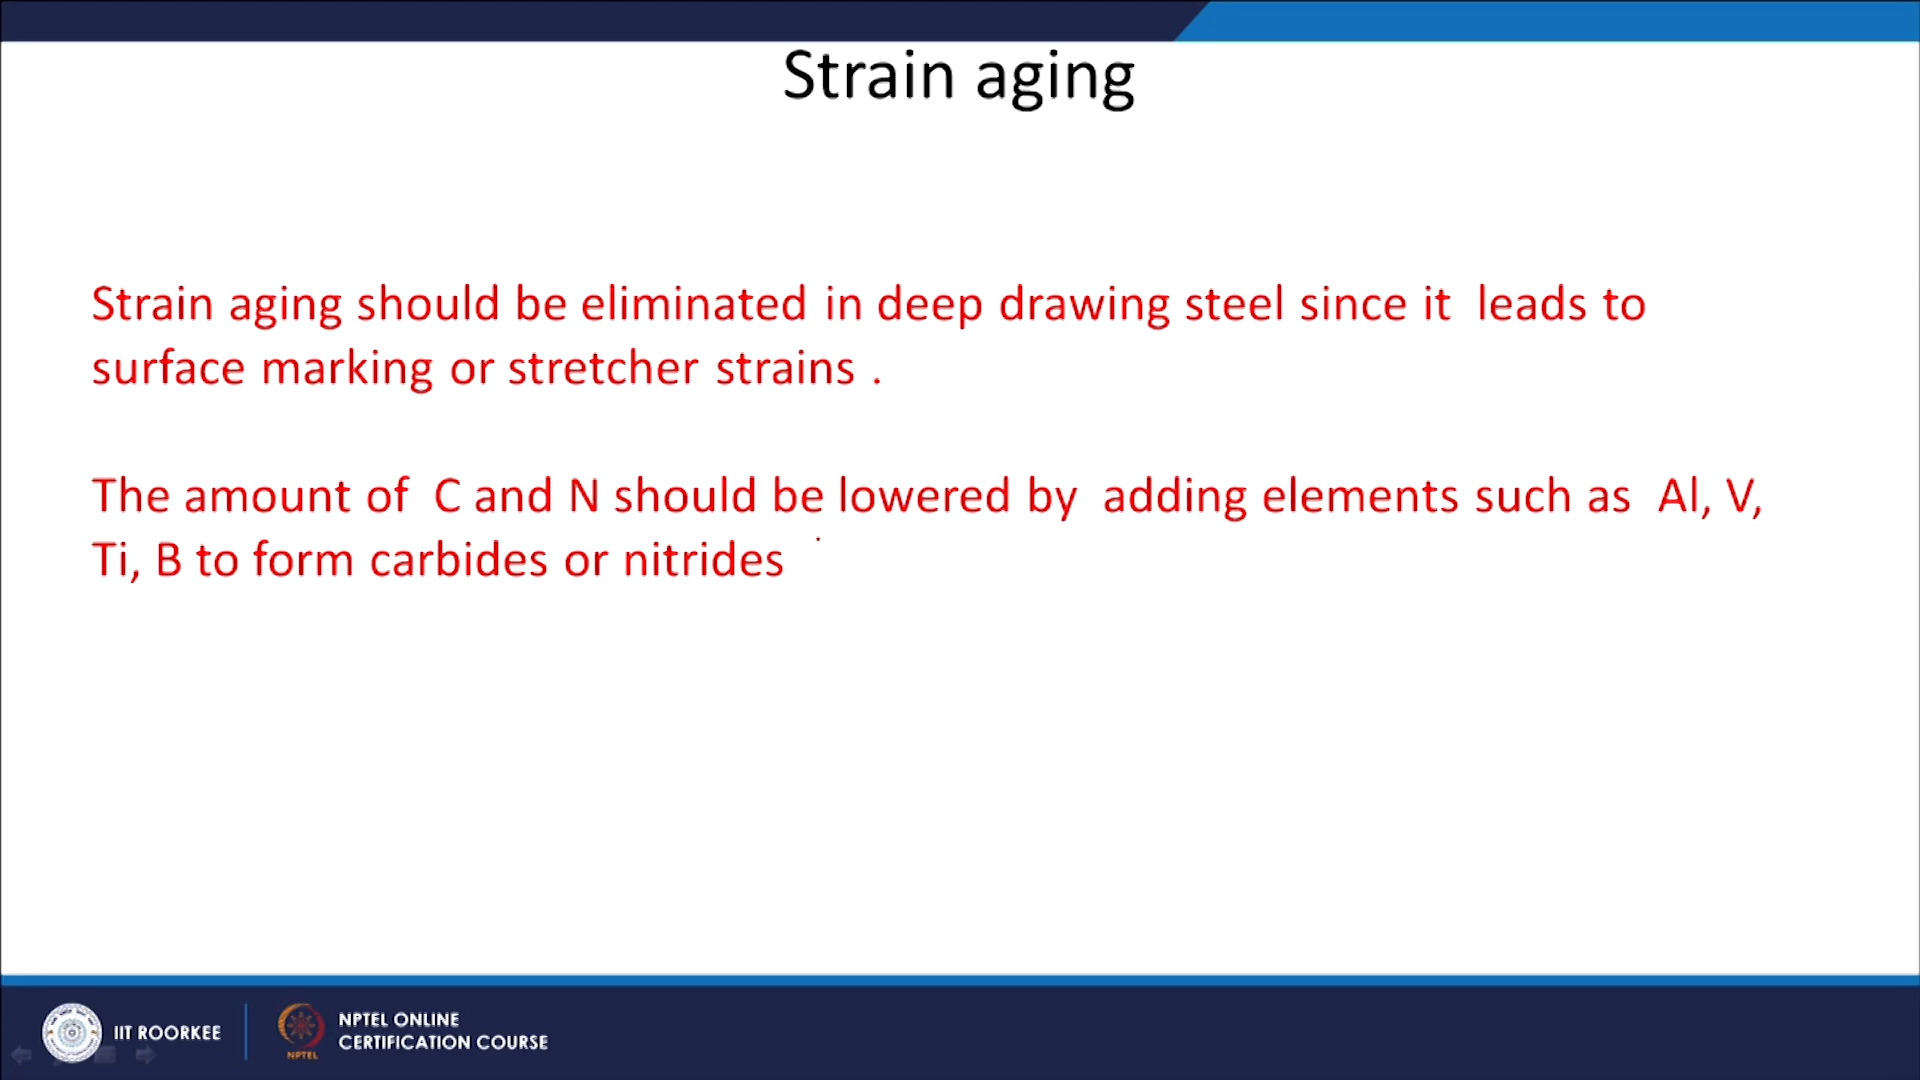 Strain aging
Strain aging should be eliminated in deep drawing steel since it leads to
surface marking or stretcher strains .
The amount of C and N should be lowered by adding elements such as Al, V,
Ti, B to form carbides or nitrides
IIT ROORKEE
NPTEL
NPTEL ONLINE
CERTIFICATION COURSE